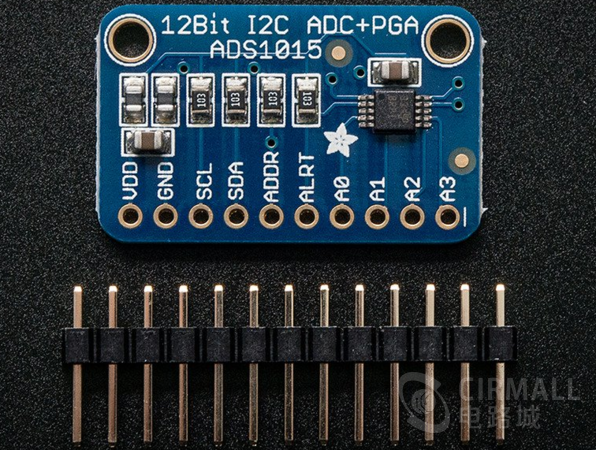 12Bit I2C ADC+PGA
ADS1015
103 103 103 103
VDD GND SCL SDA ADDR ALRT A0 A1 A2 A3
CIRMALL
电路城